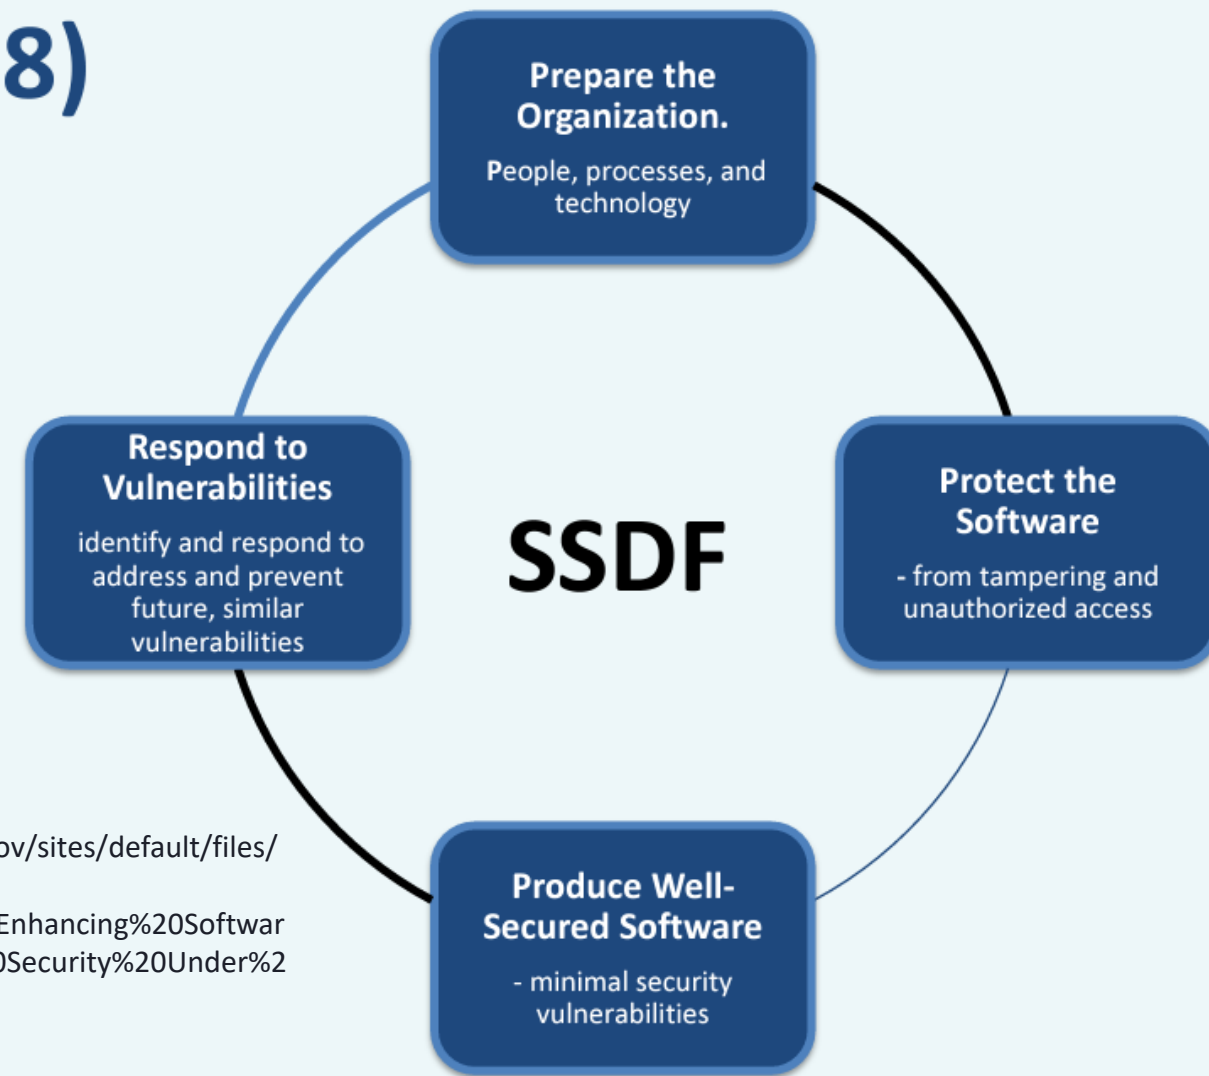 8)
Prepare the
Organization.
People, processes, and
technology
Respond to
Vulnerabilities
identify and respond to
address and prevent
future, similar
vulnerabilities
SSDF
Protect the
Software
- from tampering and
unauthorized access
ov/sites/default/files/
Enhancing%20Softwar
0Security%20Under%2
Produce Well-
Secured Software
- minimal security
vulnerabilities